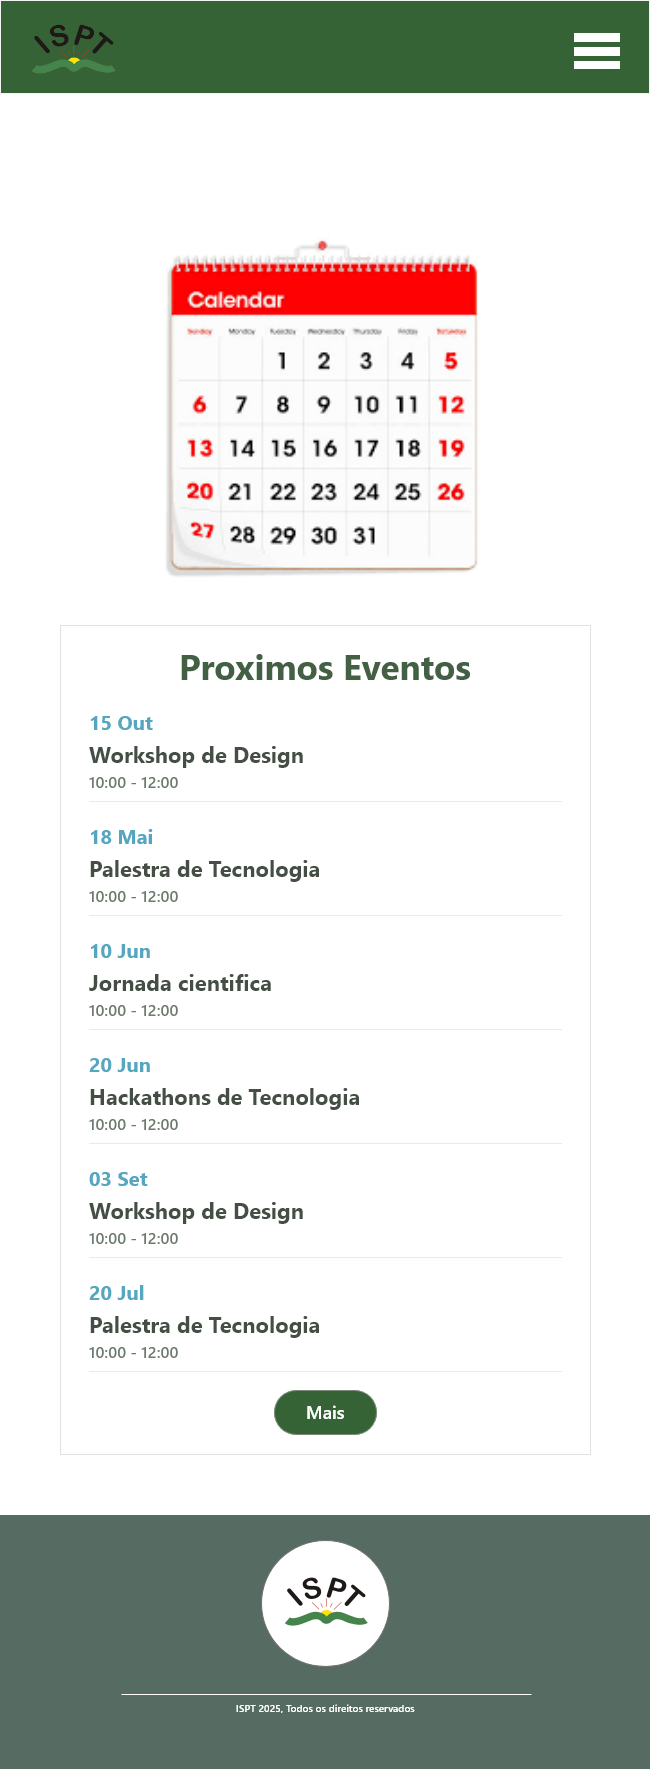 ISPT
Calendar
Sunday Monday Tuesday Wednesday Thursday Friday Saturday
1 2 3 4 5
6 7 8 9 10 11 12
13 14 15 16 17 18 19
20 21 22 23 24 25 26
27 28 29 30 31
Proximos Eventos
15 Out
Workshop de Design
10:00 - 12:00
18 Mai
Palestra de Tecnologia
10:00 - 12:00
10 Jun
Jornada cientifica
10:00 - 12:00
20 Jun
Hackathons de Tecnologia
10:00 - 12:00
03 Set
Workshop de Design
10:00 - 12:00
20 Jul
Palestra de Tecnologia
10:00 - 12:00
Mais
ISPT
ISPT 2025, Todos os direitos reservados